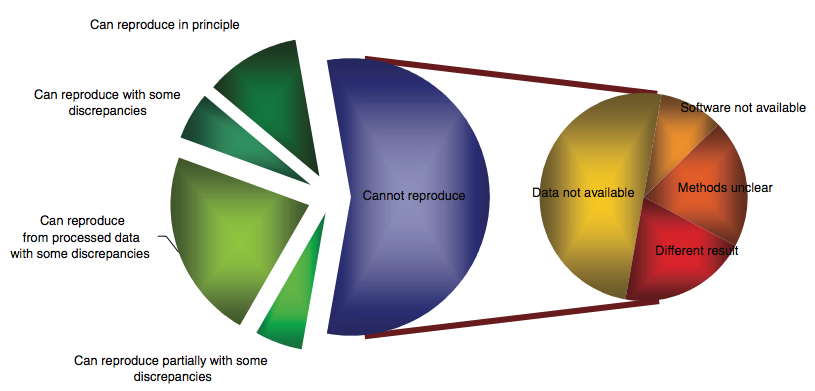 Can reproduce in principle
Can reproduce with some
discrepancies
Can reproduce
from processed data
with some discrepancies
Can reproduce partially with some
discrepancies
Cannot reproduce
Software not available
Data not available
Methods unclear
Different result